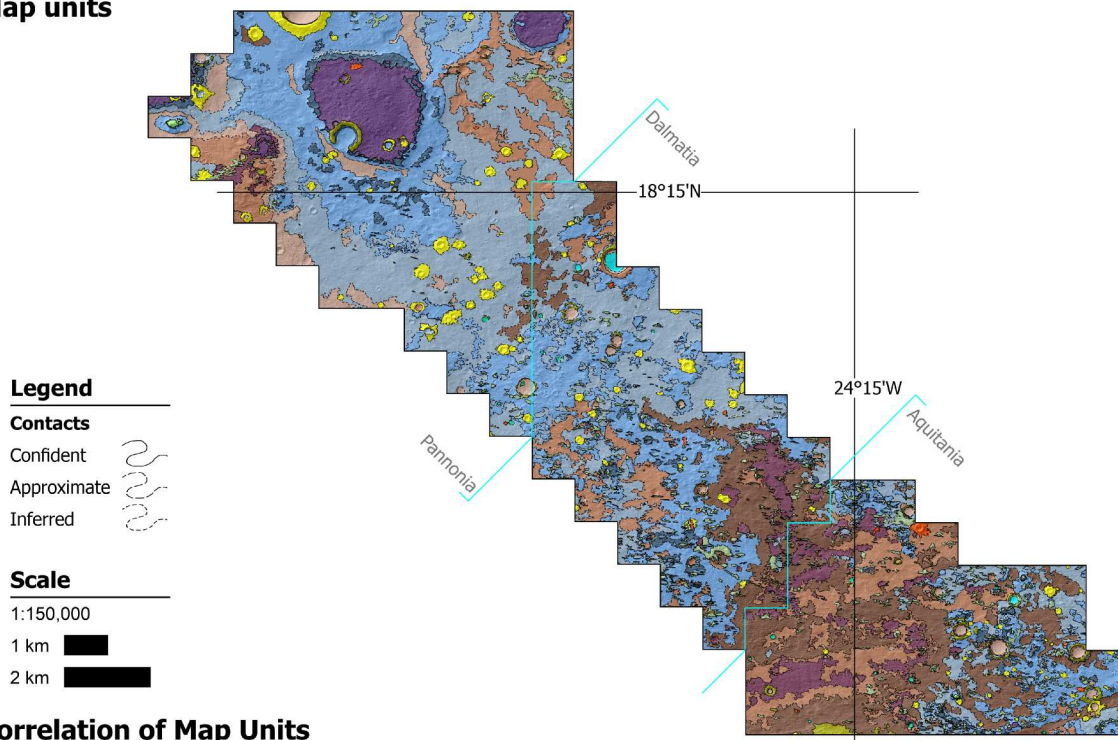 ap units
Dalmatia
18°15'N
24°15'W
Aquitania
Pannonia
Legend
Contacts
Confident
Approximate
Inferred
Scale
1:150,000
1 km
2 km
orrelation of Map Units